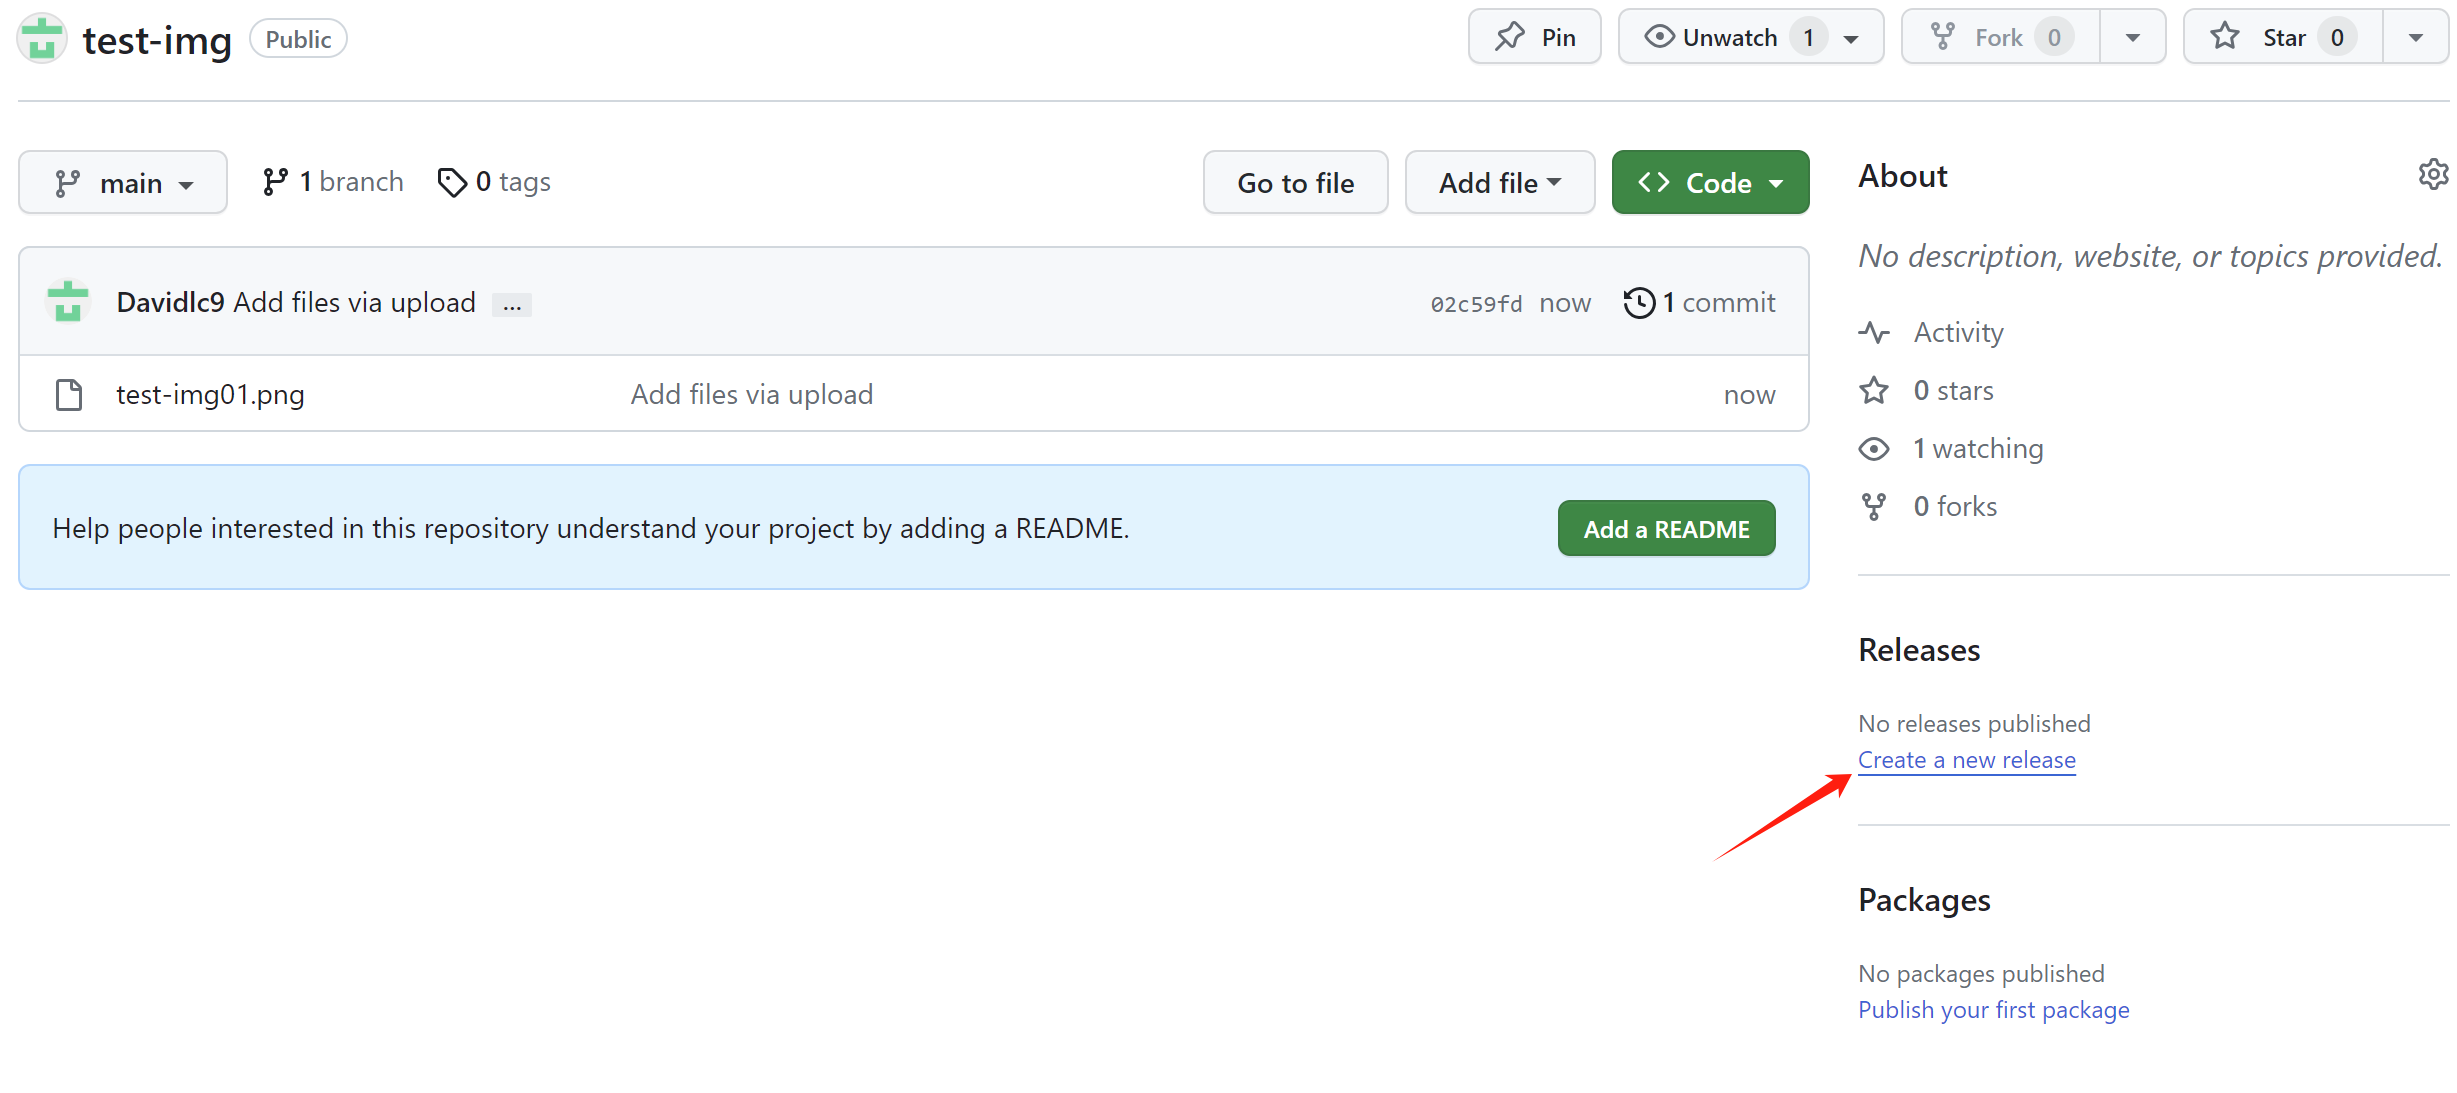 test-img Public
Pin Unwatch 1 Fork 0 Star 0
main 1 branch 0 tags
Go to file Add file Code
Davidlc9 Add files via upload ... 02c59fd now 1 commit
test-img01.png Add files via upload now
Help people interested in this repository understand your project by adding a README. Add a README
About
No description, website, or topics provided.
Activity
0 stars
1 watching
0 forks
Releases
No releases published
Create a new release
Packages
No packages published
Publish your first package